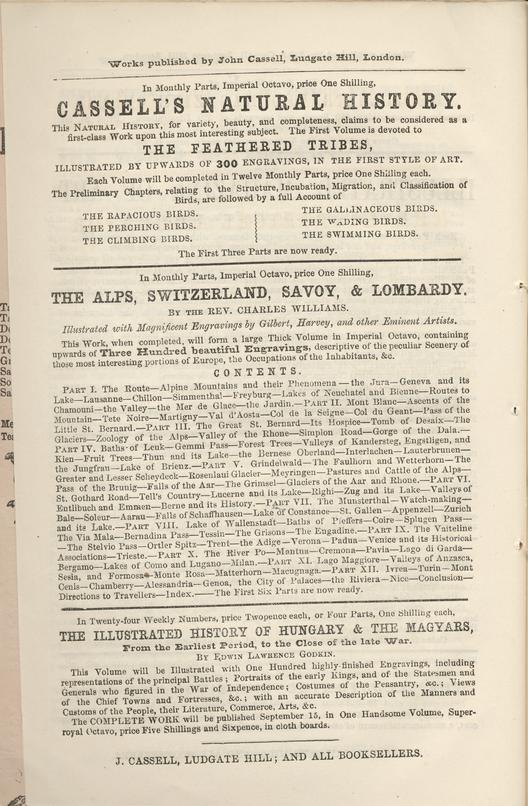 Works published by John Cassell, Ludgate Hill, London.
In Monthly Parts, Imperial Octavo, price One Shilling,
CASSELL'S NATURAL HISTORY.
This NATURAL HISTORY, for variety, beauty, and completeness, claims to be considered as a
first-class Work upon this most interesting subject. The First Volume is devoted to
THE FEATHERED TRIBES,
ILLUSTRATED BY UPWARDS OF 300 ENGRAVINGS, IN THE FIRST STYLE OF ART.
Each Volume will be completed in Twelve Monthly Parts, price One Shilling each.
The Preliminary Chapters, relating to the Structure, Incubation, Migration, and Classification of
Birds, are followed by a full Account of
THE RAPACIOUS BIRDS.
THE PERCHING BIRDS.
THE CLIMBING BIRDS.
THE GALLINACEOUS BIRDS.
THE WADING BIRDS.
THE SWIMMING BIRDS.
The First Three Parts are now ready.
In Monthly Parts, Imperial Octavo, price One Shilling,
THE ALPS, SWITZERLAND, SAVOY, & LOMBARDY.
BY THE REV. CHARLES WILLIAMS.
Illustrated with Magnificent Engravings by Gilbert, Harvey, and other Eminent Artists.
This Work, when completed, will form a large Thick Volume in Imperial Octavo, containing
upwards of Three Hundred beautiful Engravings, descriptive of the peculiar Scenery of
those most interesting portions of Europe, the Occupations of the Inhabitants, &c.
CONTENTS.
PART I. The Route—Alpine Mountains and their Phenomena—the Jura—Geneva and its
Lake—Lausanne—Chillon—Simmenthal—Freyburg—Lakes of Neuchatel and Bienne—Routes to
Chamouni—the Valley—the Mer de Glace—the Jardin.—PART II. Mont Blanc—Ascents of the
Mountain—Tete Noire—Martigny—Val d'Aosta—Col de la Seigne—Col du Geant—Pass of the
Little St. Bernard.—PART III. The Great St. Bernard—Its Hospice—Tomb of Desaix—The
Glaciers—Zoology of the Alps—Valley of the Rhone—Simplon Road—Gorge of the Dala.—
PART IV. Baths of Leuk—Gemmi Pass—Forest Trees—Valleys of Kandersteg, Engstligen, and
Kien—Fruit Trees—Thun and its Lake—the Bernese Oberland—Interlachen—Lauterbrunen—
the Jungfrau—Lake of Brienz.—PART V. Grindelwald—The Faulhorn and Wetterhorn—The
Greater and Lesser Scheydeck—Rosenlaui Glacier—Meyringen—Pastures and Cattle of the Alps—
Pass of the Brunig—Falls of the Aar—The Grimsel—Glaciers of the Aar and Rhone.—PART VI.
St. Gothard Road—Tell's Country—Lucerne and its Lake—Righi—Zug and its Lake—Valleys of
Entlibuch and Emmen—Berne and its History.—PART VII. The Munsterthal—Watch-making—
Bale—Soleur—Aarau—Falls of Schafhausen—Lake of Constance—St. Gallen—Appenzell—Zurich
and its Lake.—PART VIII. Lake of Wallenstadt—Baths of Pfeffers—Coire—Splugen Pass—
The Via Mala—Bernadina Pass—Tessin—The Grisons—The Engadine. PART IX. The Valteline
—The Stelvio Pass—Ortler Spitz—Trent—the Adige—Verona—Padua—Venice and its Historical
Associations—Trieste.—PART X. The River Po—Mantua—Cremona—Pavia—Lago di Garda—
Bergamo—Lakes of Como and Lugano—Milan.—PART XI. Lago Maggiore—Valleys of Anzasca,
Sesia, and Formosa—Monte Rosa—Matterhorn—Macugnaga.—PART XII. Ivrea—Turin—Mont
Cenis—Chambery—Alessandria—Genoa, the City of Palaces—the Riviera—Nice—Conclusion—
Directions to Travellers—Index.——The First Six Parts are now ready.
In Twenty-four Weekly Numbers, price Twopence each, or Four Parts, One Shilling each,
THE ILLUSTRATED HISTORY OF HUNGARY & THE MAGYARS,
From the Earliest Period, to the Close of the late War.
BY EDWIN LAWRENCE GODKIN.
This Volume will be Illustrated with One Hundred highly-finished Engravings, including
representations of the principal Battles; Portraits of the early Kings, and of the Statesmen and
Generals who figured in the War of Independence; Costumes of the Peasantry, &c.; Views
of the Chief Towns and Fortresses, &c.; with an accurate Description of the Manners and
Customs of the People, their Literature, Commerce, Arts, &c.
The COMPLETE WORK will be published September 15, in One Handsome Volume, Super-
royal Octavo, price Five Shillings and Sixpence, in cloth boards.
J. CASSELL, LUDGATE HILL; AND ALL BOOKSELLERS.